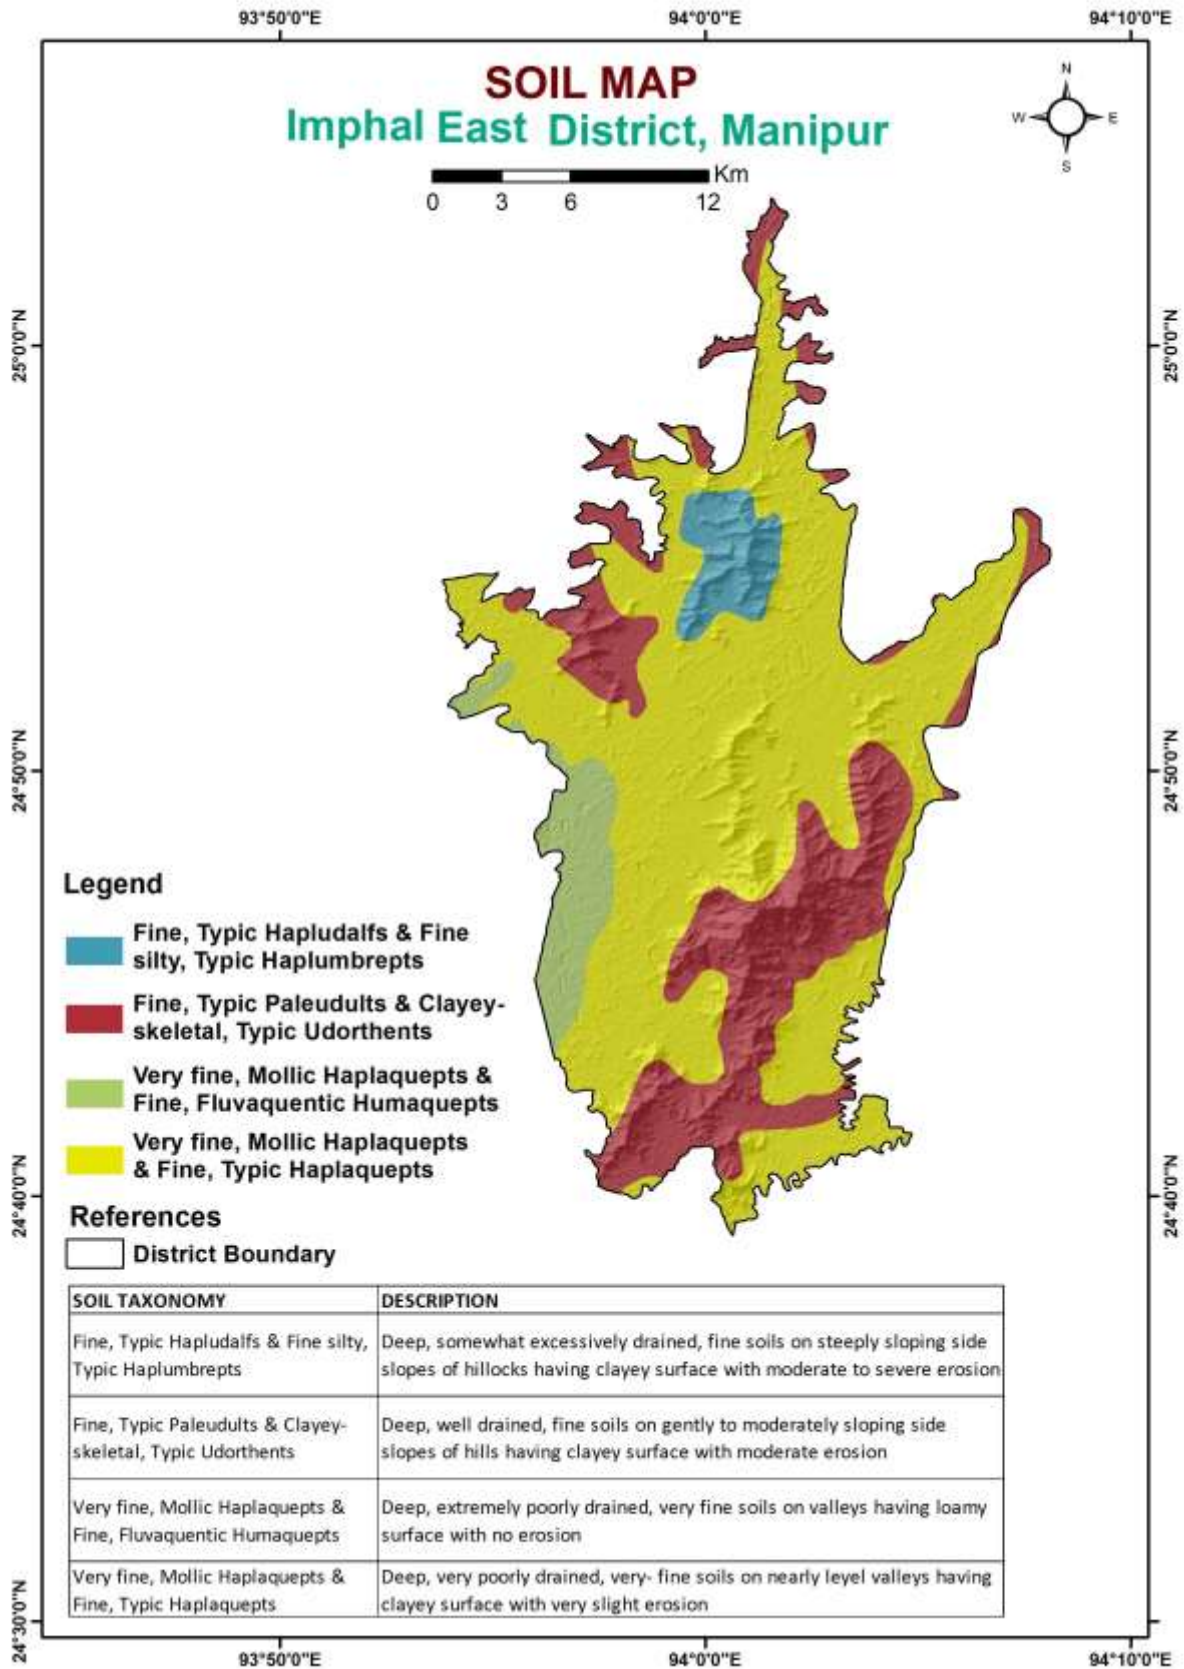 93°50'0"E 94°0'0"E 94°10'0"E
SOIL MAP
Imphal East District, Manipur
N
W E
S
Km
0 3 6 12
25°0'0"N 25°0'0"N
24°50'0"N 24°50'0"N
Legend
Fine, Typic Hapludalfs & Fine
silty, Typic Haplumbrepts
Fine, Typic Paleudults & Clayey-
skeletal, Typic Udorthents
Very fine, Mollic Haplaquepts &
Fine, Fluvaquentic Humaquepts
Very fine, Mollic Haplaquepts
& Fine, Typic Haplaquepts
24°40'0"N 24°40'0"N
References
District Boundary
SOIL TAXONOMY DESCRIPTION
Fine, Typic Hapludalfs & Fine silty, Deep, somewhat excessively drained, fine soils on steeply sloping side
Typic Haplumbrepts slopes of hillocks having clayey surface with moderate to severe erosion
Fine, Typic Paleudults & Clayey- Deep, well drained, fine soils on gently to moderately sloping side
skeletal, Typic Udorthents slopes of hills having clayey surface with moderate erosion
Very fine, Mollic Haplaquepts & Deep, extremely poorly drained, very fine soils on valleys having loamy
Fine, Fluvaquentic Humaquepts surface with no erosion
Very fine, Mollic Haplaquepts & Deep, very poorly drained, very- fine soils on nearly level valleys having
Fine, Typic Haplaquepts clayey surface with very slight erosion
24°30'0"N
93°50'0"E 94°0'0"E 94°10'0"E